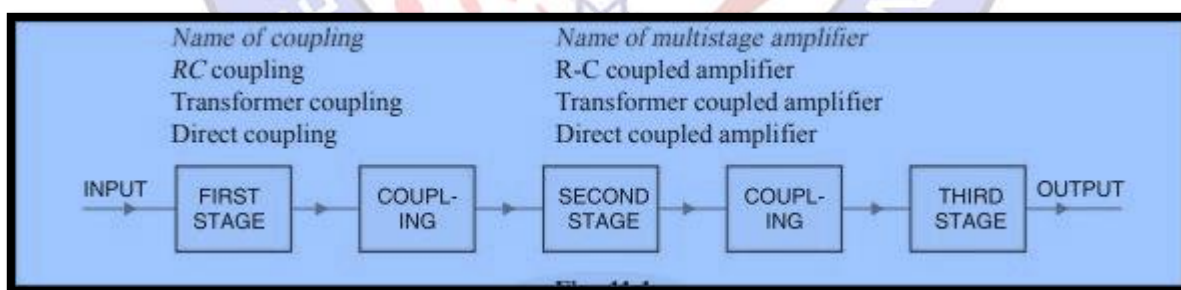 Name of coupling Name of multistage amplifier
RC coupling R-C coupled amplifier
Transformer coupling Transformer coupled amplifier
Direct coupling Direct coupled amplifier
INPUT FIRST STAGE COUPL- ING SECOND STAGE COUPL- ING THIRD STAGE OUTPUT